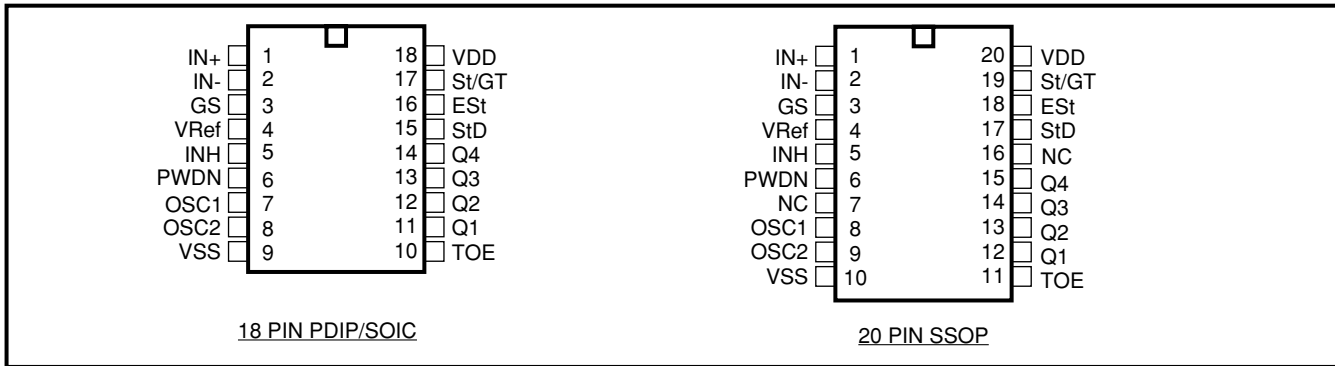 IN+ 1 18 VDD
IN- 2 17 St/GT
GS 3 16 ESt
VRef 4 15 StD
INH 5 14 Q4
PWDN 6 13 Q3
OSC1 7 12 Q2
OSC2 8 11 Q1
VSS 9 10 TOE
18 PIN PDIP/SOIC
IN+ 1 20 VDD
IN- 2 19 St/GT
GS 3 18 ESt
VRef 4 17 StD
INH 5 16 NC
PWDN 6 15 Q4
NC 7 14 Q3
OSC1 8 13 Q2
OSC2 9 12 Q1
VSS 10 11 TOE
20 PIN SSOP